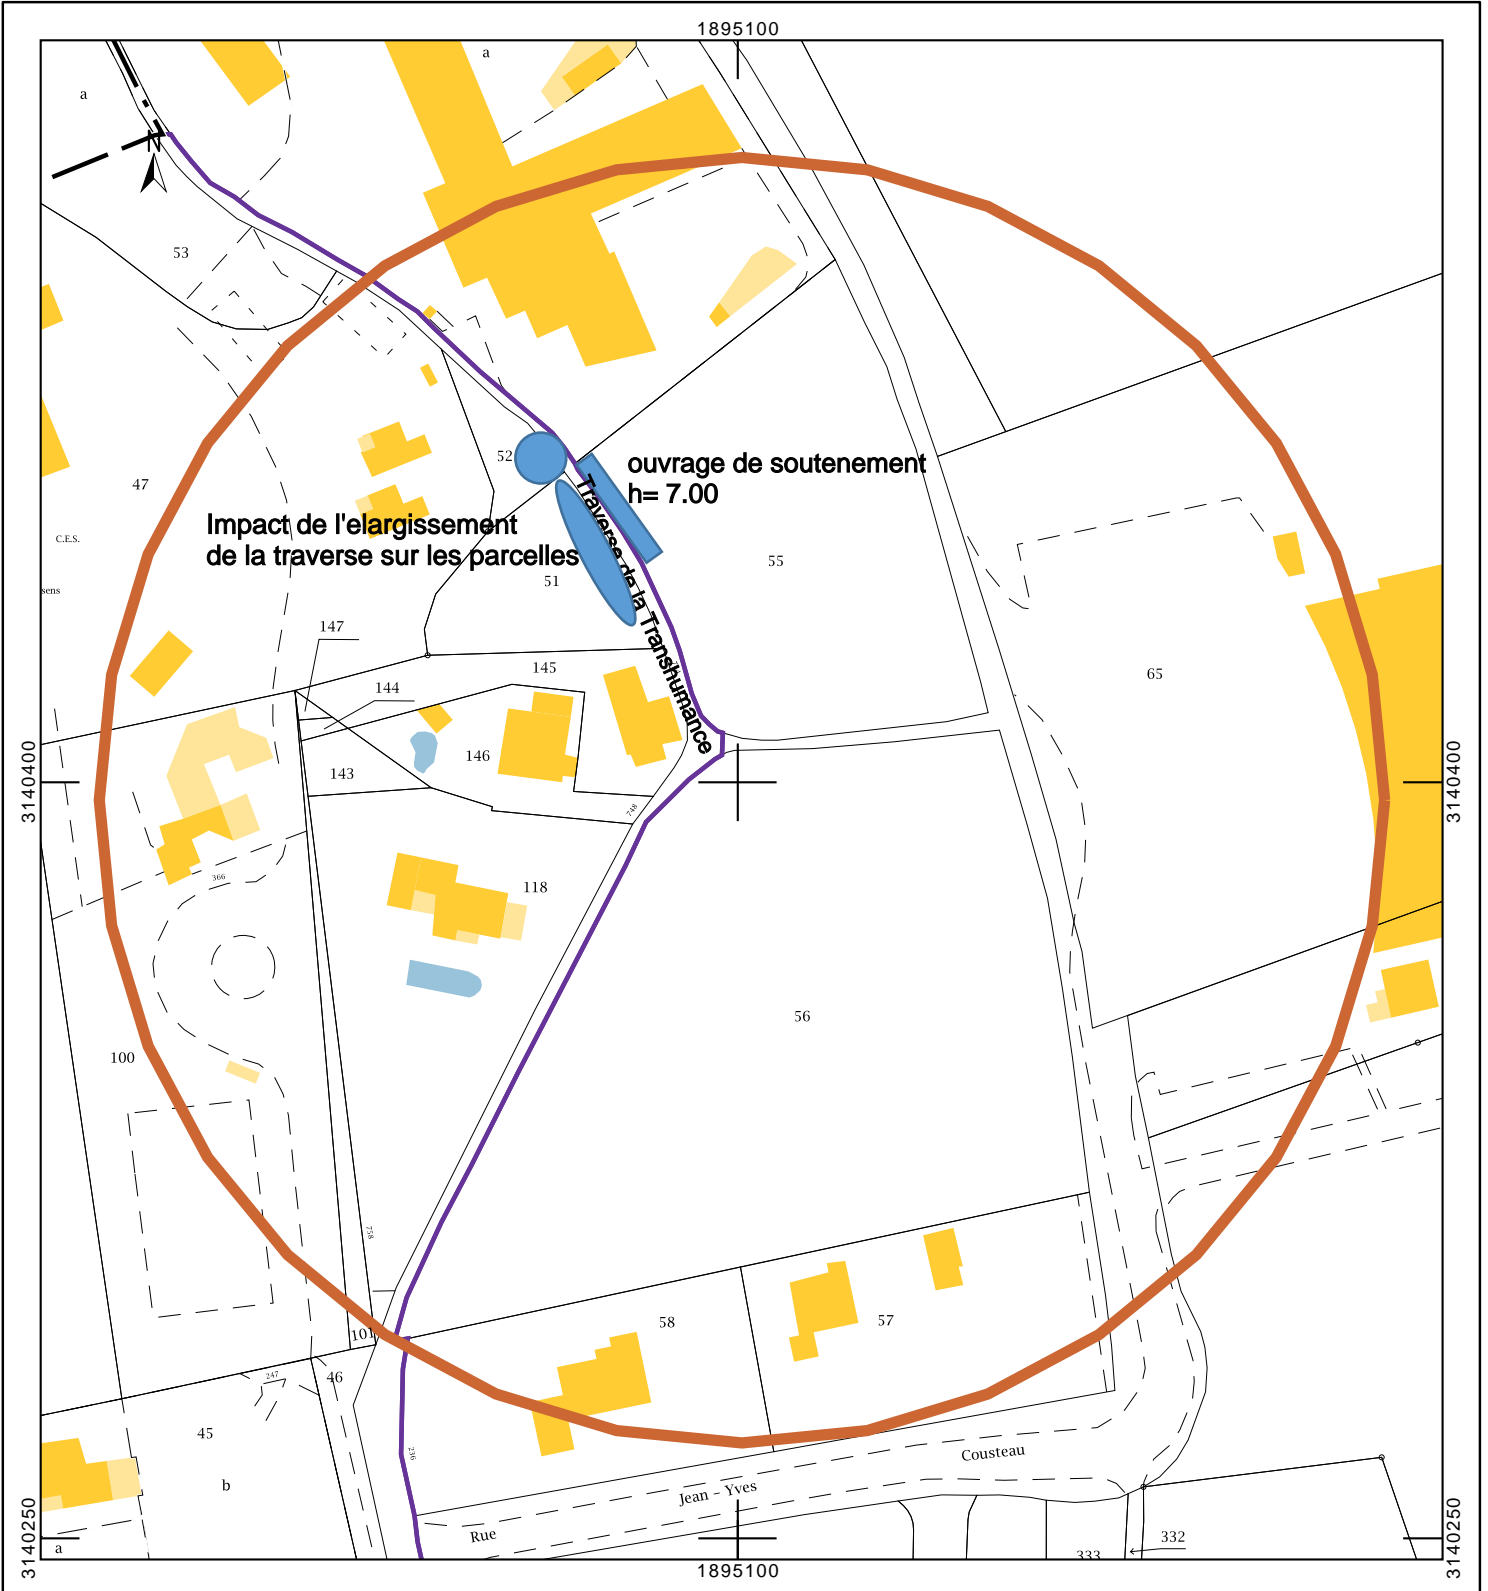 1895100
a
a
N
53
52
ouvrage de soutenement
h= 7.00
47
Impact de l'elargissement
de la traverse sur les parcelles
C.E.S.
sens
51
55
Traverse de la Transhumance
147
145
144
65
146
143
3140400
3140400
748
366
118
56
100
758
101
58
57
46
247
45
236
Cousteau
b
Jean - Yves
Rue
a
332
333
3140250
3140250
1895100